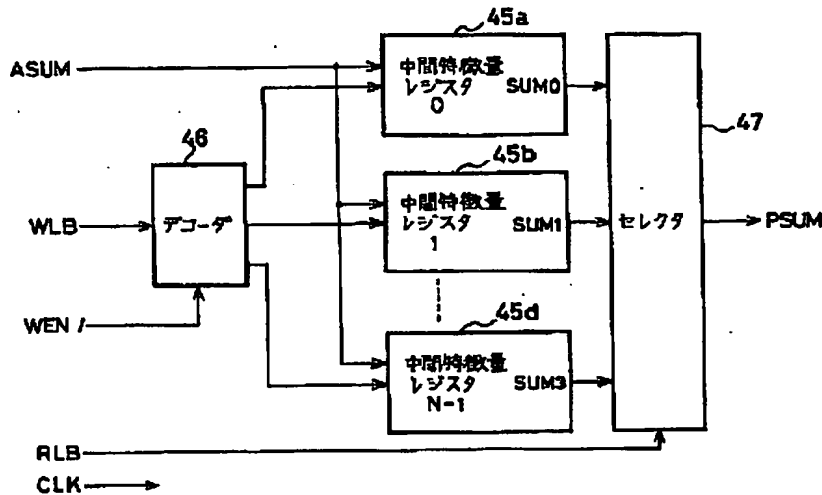 45a
ASUM
中間特徴量
レジスタ
0
SUM0
46
45b
47
WLB
デコーダ
中間特徴量
レジスタ
1
SUM1
セレクタ
PSUM
WEN /
45d
中間特徴量
レジスタ
N-1
SUM3
RLB
CLK